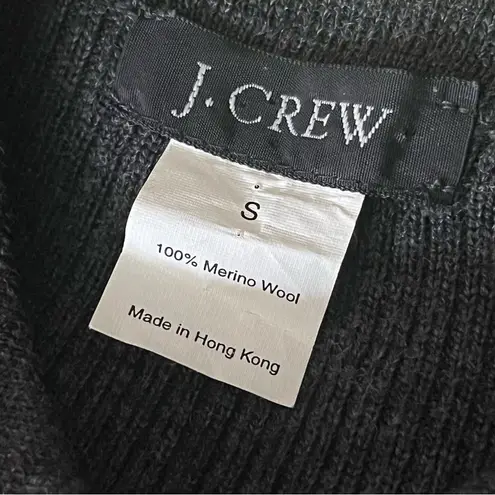 J. CREW
S
100% Merino Wool
Made in Hong Kong